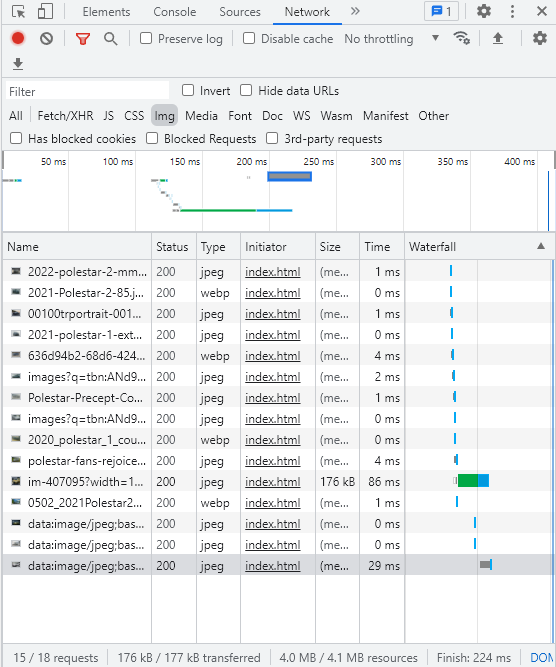 Elements Console Sources Network » 1
Preserve log Disable cache No throttling
Filter Invert Hide data URLs
All Fetch/XHR JS CSS Img Media Font Doc WS Wasm Manifest Other
Has blocked cookies Blocked Requests 3rd-party requests
50 ms 100 ms 150 ms 200 ms 250 ms 300 ms 350 ms 400 ms
Name Status Type Initiator Size Time Waterfall
2022-polestar-2-mm... 200 jpeg index.html (me... 1 ms
2021-Polestar-2-85.j... 200 webp index.html (me... 0 ms
00100trportrait-001... 200 jpeg index.html (me... 1 ms
2021-polestar-1-ext... 200 jpeg index.html (me... 0 ms
636d94b2-68d6-424... 200 webp index.html (me... 4 ms
images?q=tbn:ANd9... 200 jpeg index.html (me... 2 ms
Polestar-Precept-Co... 200 jpeg index.html (me... 1 ms
images?q=tbn:ANd9... 200 jpeg index.html (me... 0 ms
2020_polestar_1_cou... 200 webp index.html (me... 0 ms
polestar-fans-rejoice... 200 jpeg index.html (me... 4 ms
im-407095?width=1... 200 jpeg index.html 176 kB 86 ms
0502_2021Polestar2... 200 webp index.html (me... 1 ms
data:image/jpeg;bas... 200 jpeg index.html (me... 0 ms
data:image/jpeg;bas... 200 jpeg index.html (me... 0 ms
data:image/jpeg;bas... 200 jpeg index.html (me... 29 ms
15 / 18 requests 176 kB / 177 kB transferred 4.0 MB / 4.1 MB resources Finish: 224 ms DOM